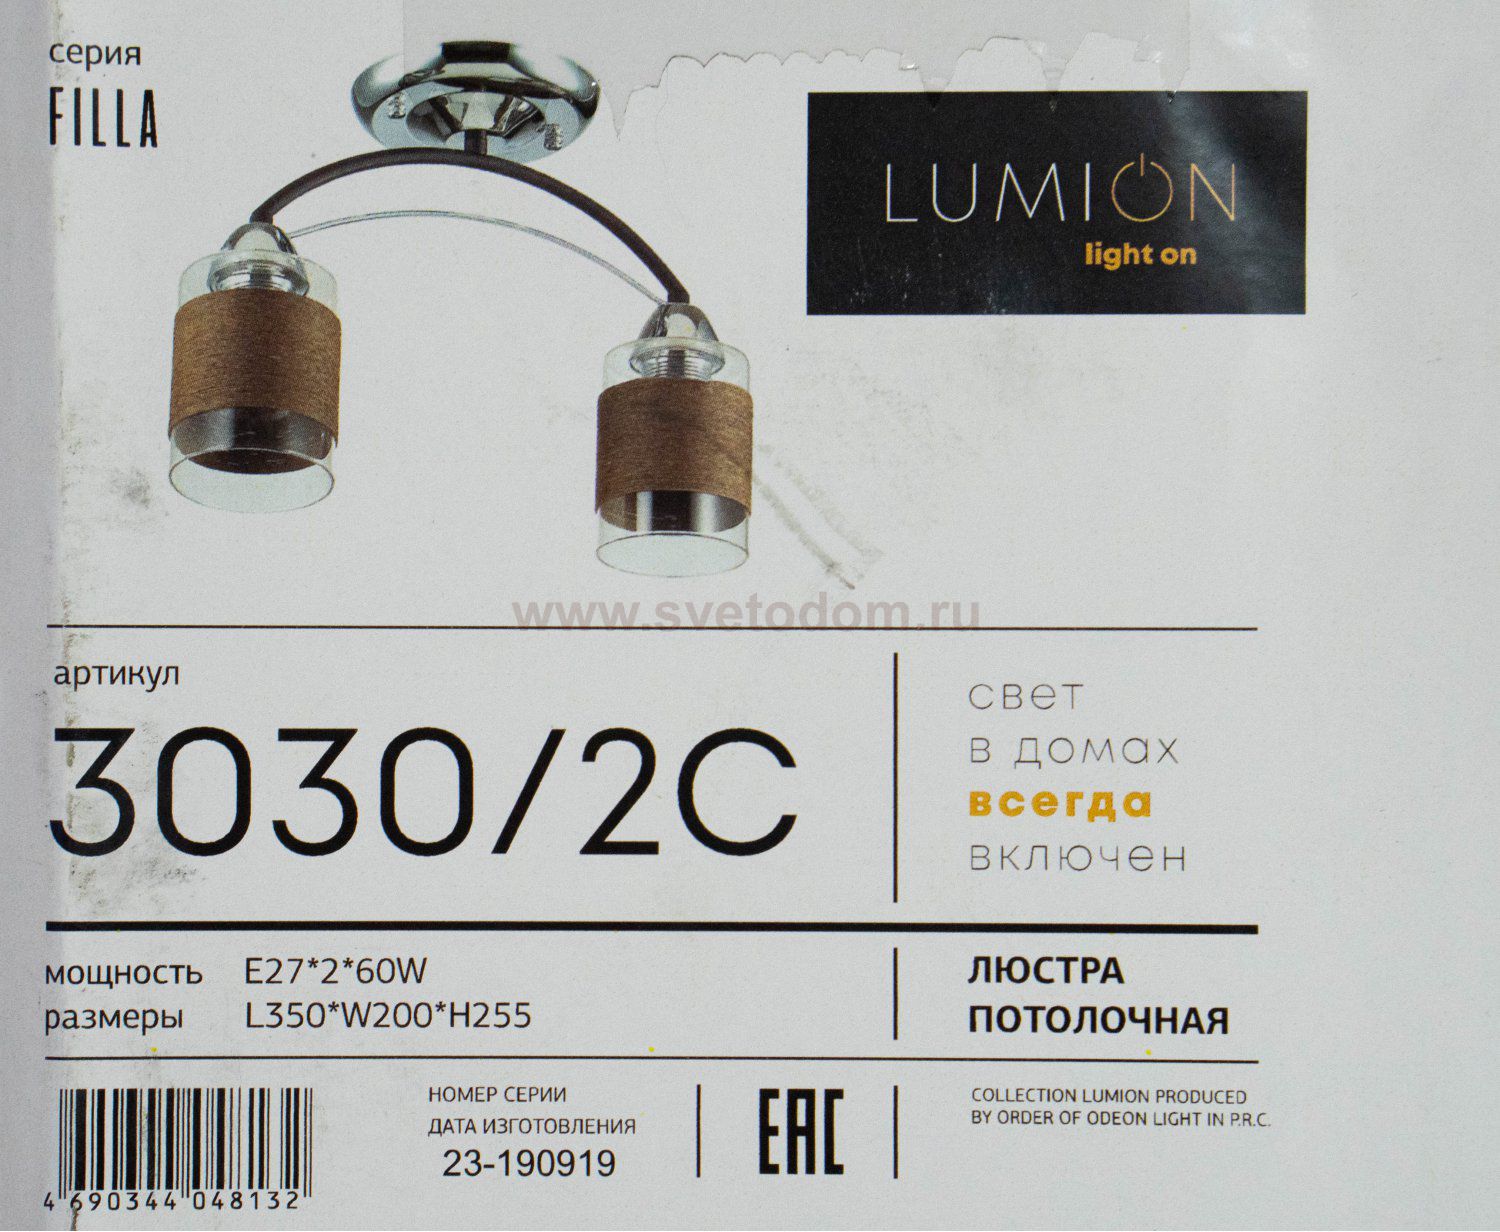 серия
FILLA
LUMION
light on
www.svetodom.ru
артикул
3030/2C
свет
в домах
всегда
включен
мощность E27*2*60W
размеры L350*W200*H255
ЛЮСТРА
ПОТОЛОЧНАЯ
4 690344 048132
НОМЕР СЕРИИ
ДАТА ИЗГОТОВЛЕНИЯ
23-190919
EAC
COLLECTION LUMION PRODUCED
BY ORDER OF ODEON LIGHT IN P.R.C.